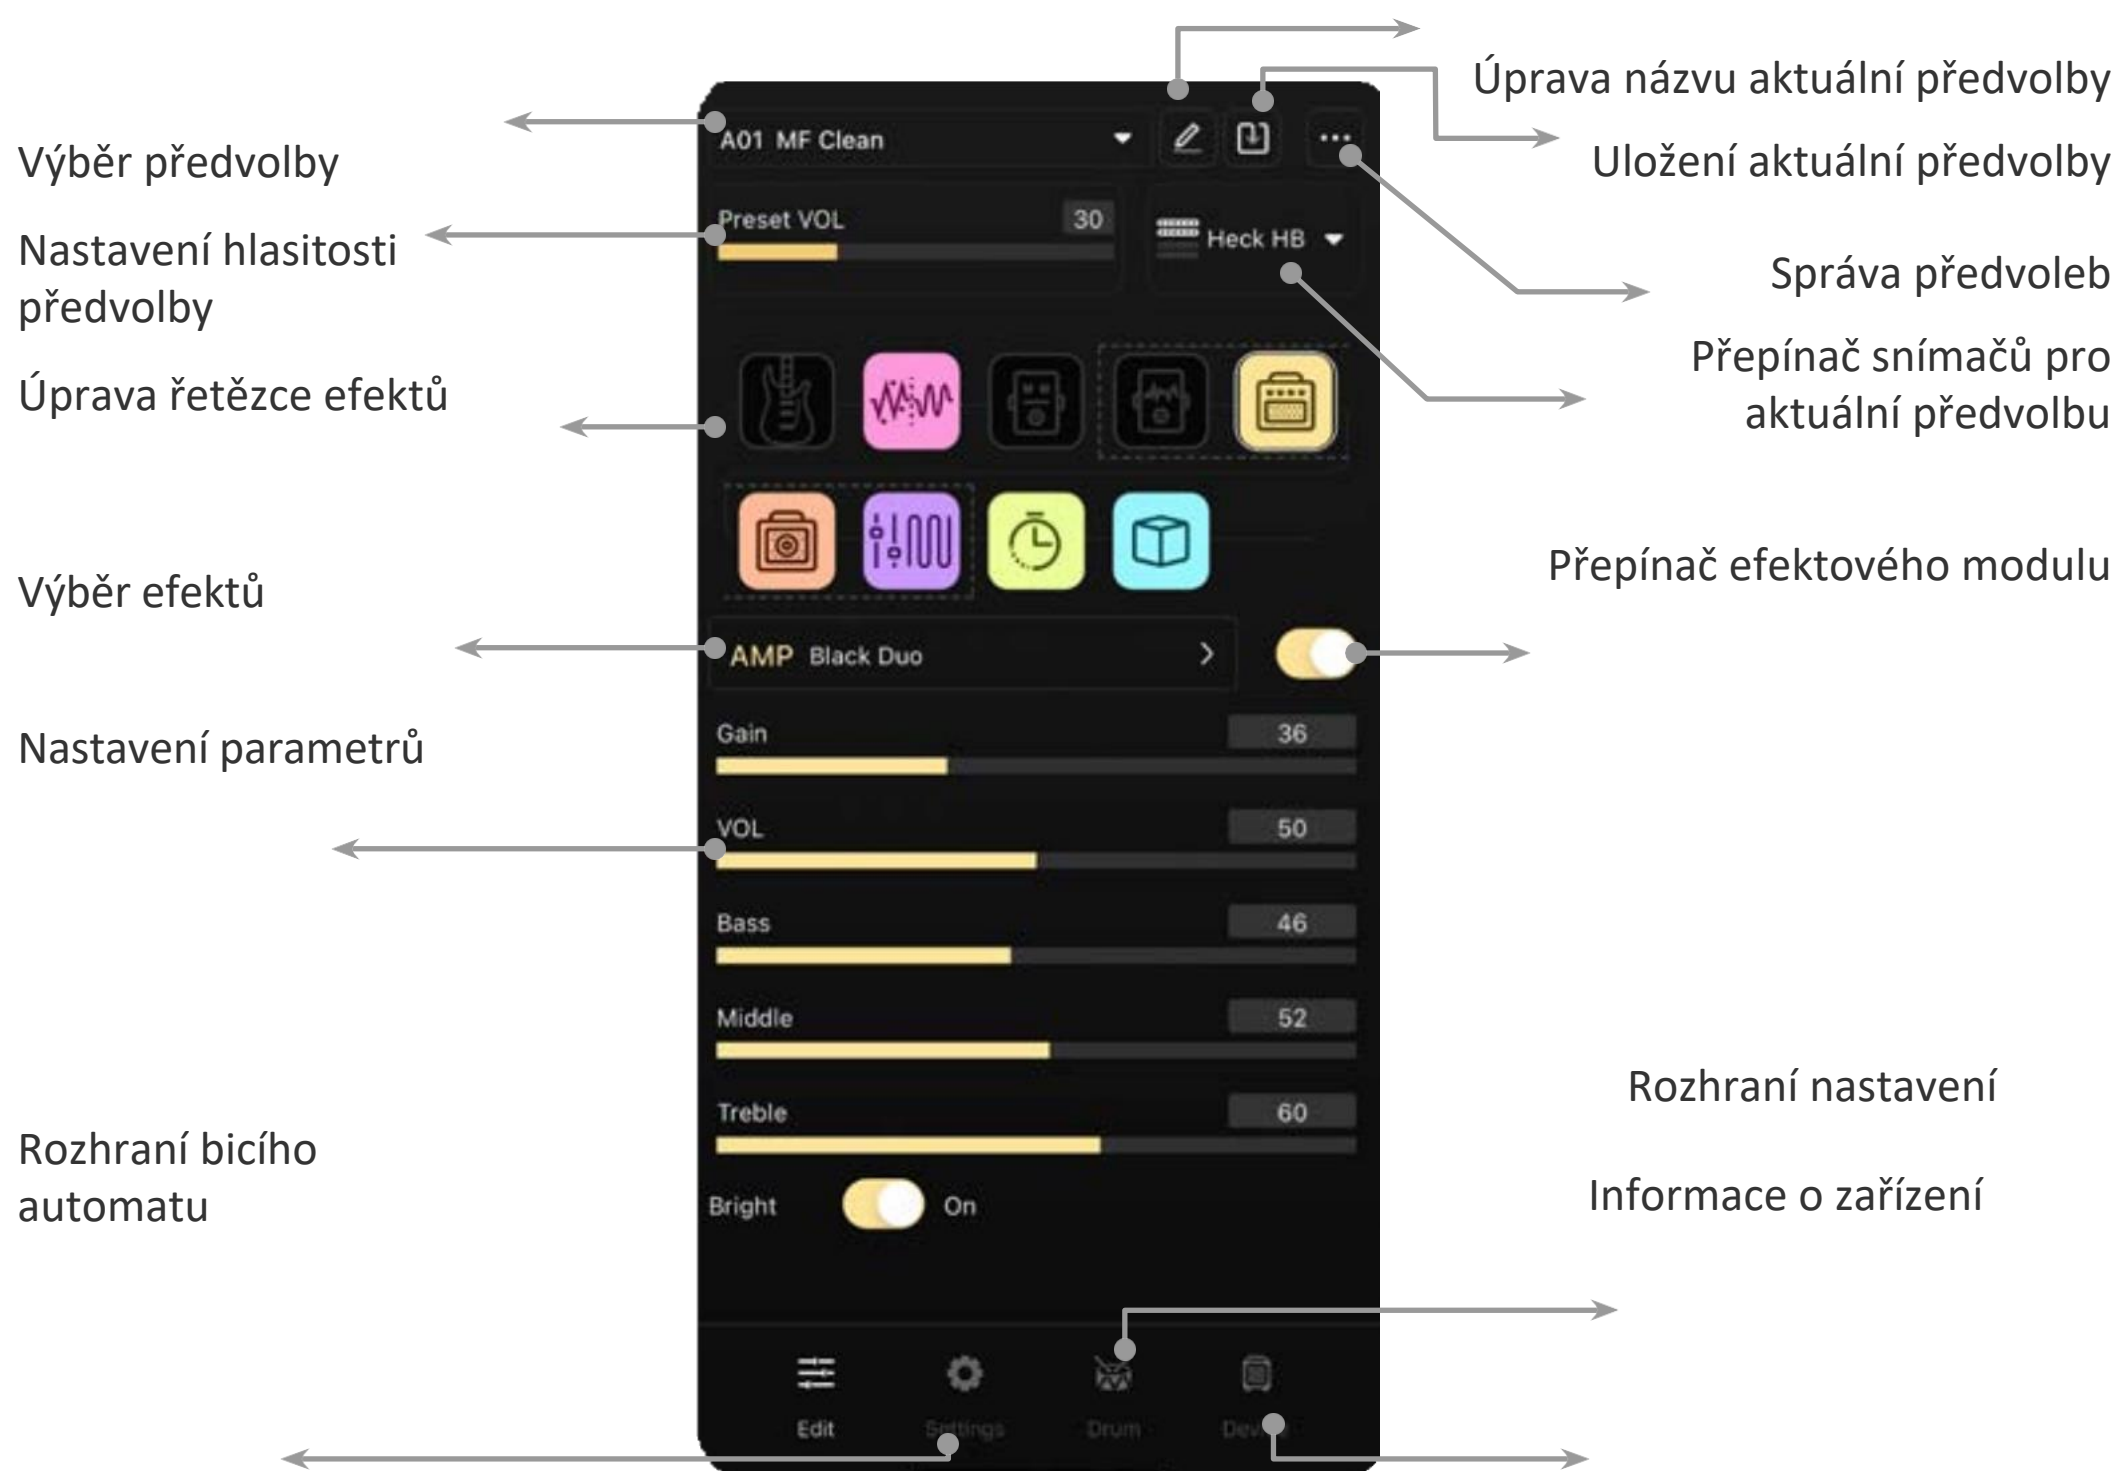 Úprava názvu aktuální předvolby
A01 MF Clean
Výběr předvolby
Uložení aktuální předvolby
Preset VOL 30
Heck HB
Nastavení hlasitosti
předvolby
Správa předvoleb
Přepínač snímačů pro
aktuální předvolbu
Úprava řetězce efektů
Výběr efektů
Přepínač efektového modulu
AMP Black Duo
Nastavení parametrů
Gain 36
VOL 50
Bass 46
Middle 52
Treble 60
Rozhraní nastavení
Rozhraní bicího
automatu
Informace o zařízení
Bright On
Edit Settings Drum